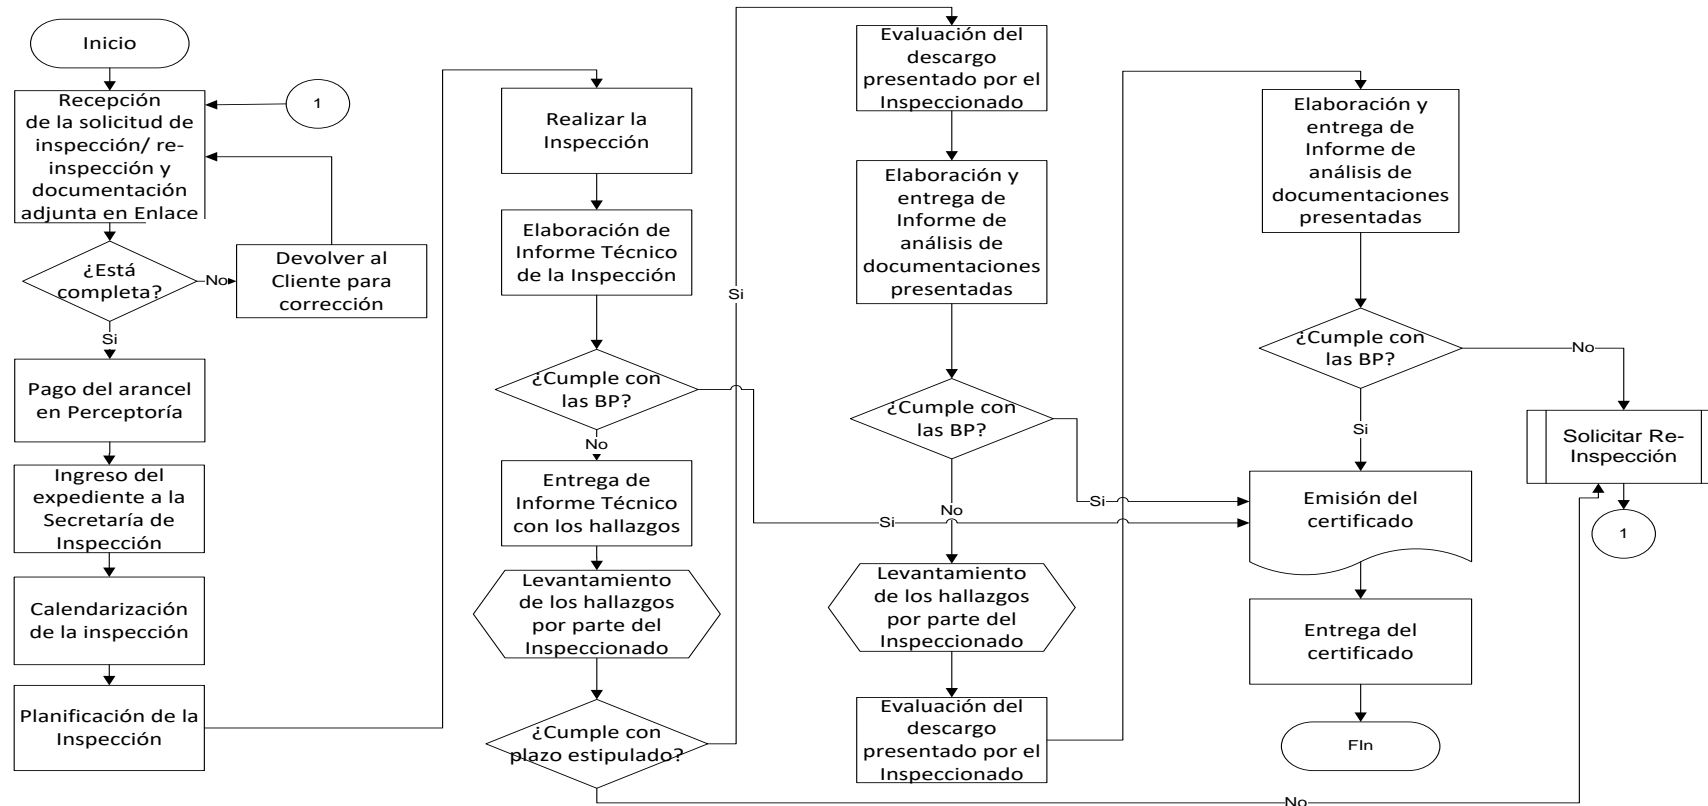 Inicio
Recepción
de la solicitud de
inspección/ re-
inspección y
documentación
adjunta en Enlace
1
¿Está
completa?
No
Devolver al
Cliente para
corrección
Si
Pago del arancel
en Perceptoría
Ingreso del
expediente a la
Secretaría de
Inspección
Calendarización
de la inspección
Planificación de la
Inspección
Realizar la
Inspección
Elaboración de
Informe Técnico
de la Inspección
¿Cumple con
las BP?
No
Si
Entrega de
Informe Técnico
con los hallazgos
Levantamiento
de los hallazgos
por parte del
Inspeccionado
¿Cumple con
plazo estipulado?
Si
No
Evaluación del
descargo
presentado por el
Inspeccionado
Elaboración y
entrega de
Informe de
análisis de
documentaciones
presentadas
¿Cumple con
las BP?
Si
No
Levantamiento
de los hallazgos
por parte del
Inspeccionado
Evaluación del
descargo
presentado por el
Inspeccionado
Elaboración y
entrega de
Informe de
análisis de
documentaciones
presentadas
¿Cumple con
las BP?
No
Si
Emisión del
certificado
Entrega del
certificado
FIn
Solicitar Re-
Inspección
1